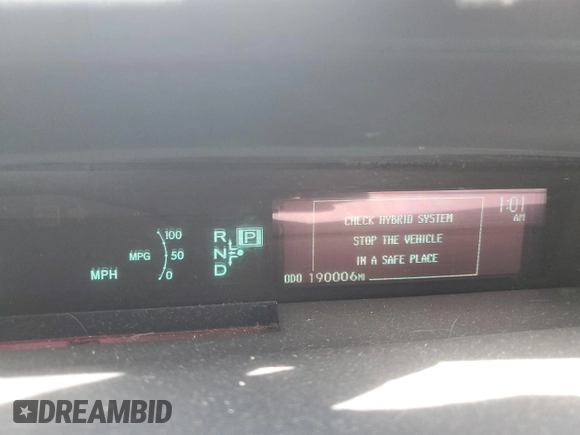 100
MPG 50
MPH 0
R P
N
D
CHECK HYBRID SYSTEM
STOP THE VEHICLE
IN A SAFE PLACE
1:01
AM
ODO 190006MI
DREAMBID